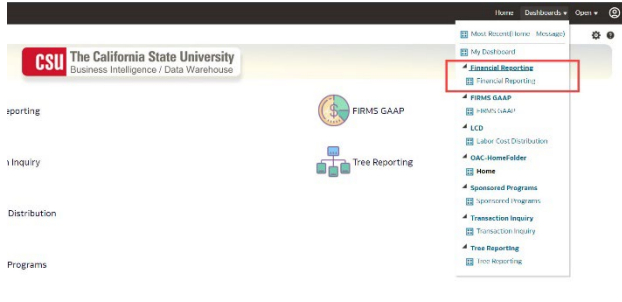 Home Dashboards Open
Most Recent(Home - Message)
My Dashboard
Financial Reporting
Financial Reporting
FIRMS GAAP
FIRMS GAAP
LCD
Labor Cost Distribution
OAC-HomeFolder
Home
Sponsored Programs
Sponsored Programs
Transaction Inquiry
Transaction Inquiry
Tree Reporting
Tree Reporting
CSU The California State University
Business Intelligence / Data Warehouse
eporting
FIRMS GAAP
Inquiry
Tree Reporting
Distribution
Programs